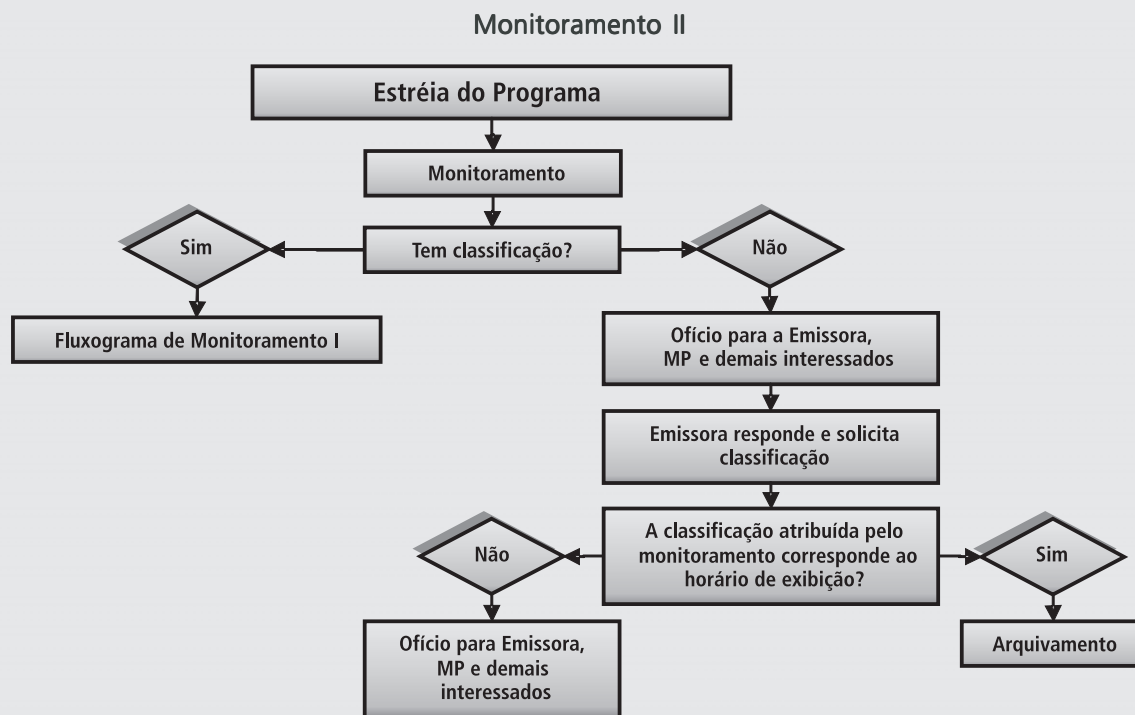 Monitoramento II
Estréia do Programa
Monitoramento
Sim
Tem classificação?
Não
Fluxograma de Monitoramento I
Ofício para a Emissora,
MP e demais interessados
Emissora responde e solicita
classificação
Não
A classificação atribuída pelo
monitoramento corresponde ao
horário de exibição?
Sim
Ofício para Emissora,
MP e demais
interessados
Arquivamento